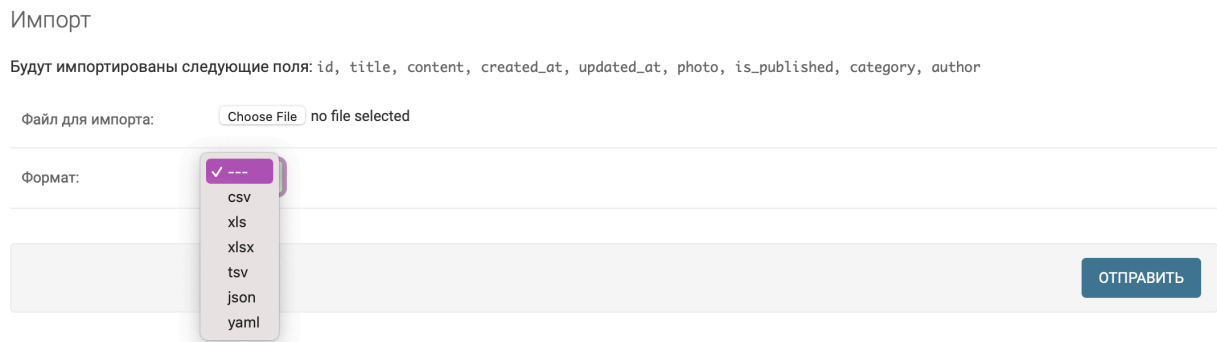 Импорт
Будут импортированы следующие поля: id, title, content, created_at, updated_at, photo, is_published, category, author
Файл для импорта: Choose File no file selected
Формат: ✓ ---
csv
xls
xlsx
tsv
json
yaml
ОТПРАВИТЬ